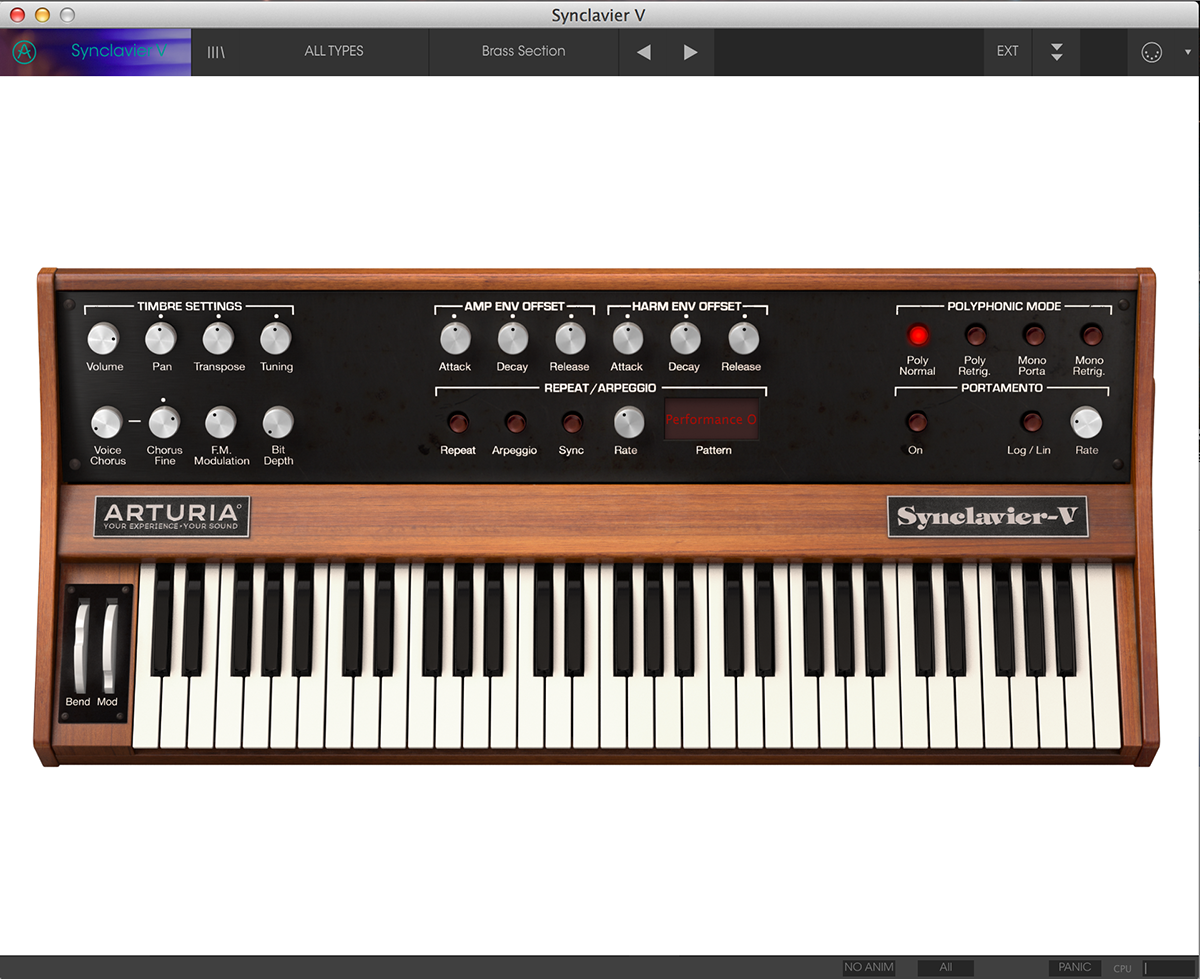 Synclavier V
Synclavier V
ALL TYPES
Brass Section
EXT
TIMBRE SETTINGS
AMP ENV OFFSET
HARM ENV OFFSET
POLYPHONIC MODE
Volume
Pan
Transpose
Tuning
Attack
Decay
Release
Attack
Decay
Release
Poly
Normal
Poly
Retrig.
Mono
Porta
Mono
Retrig.
REPEAT/ARPEGGIO
PORTAMENTO
Performance O
Voice
Chorus
Chorus
Fine
F.M.
Modulation
Bit
Depth
Repeat
Arpeggio
Sync
Rate
Pattern
On
Log / Lin
Rate
ARTURIA
YOUR EXPERIENCE • YOUR SOUND
Synclavier-V
Bend
Mod
NO ANIM
All
PANIC
CPU